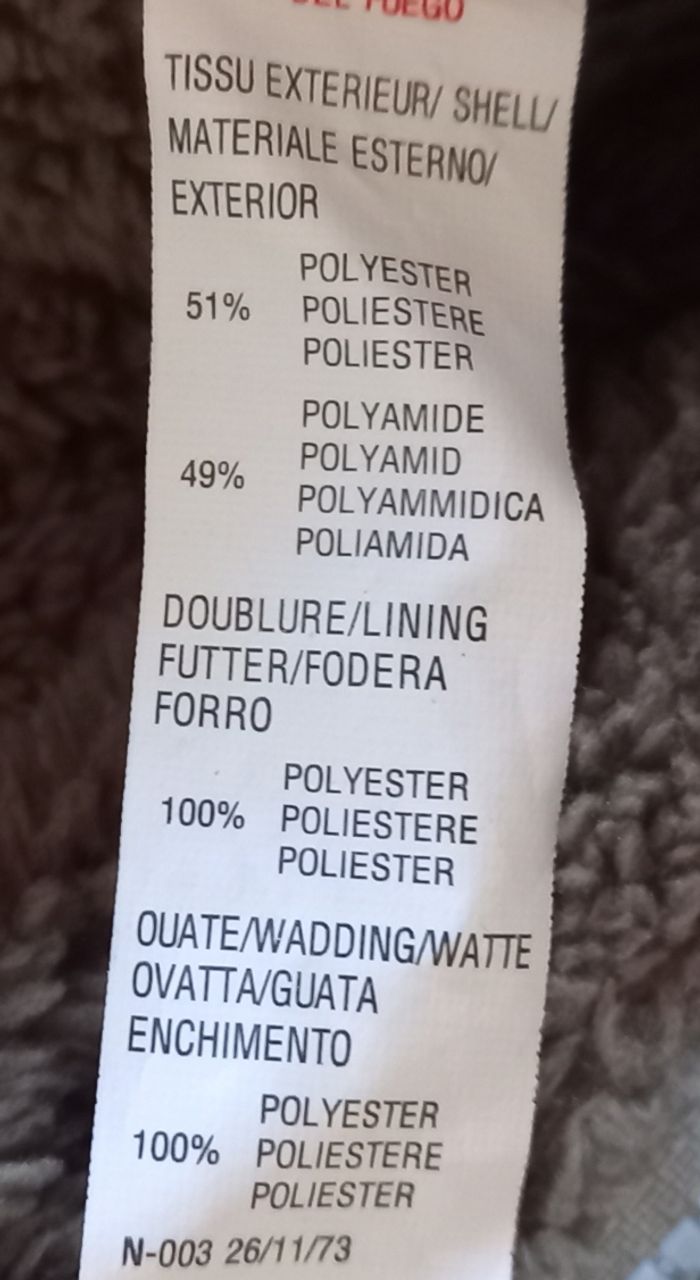 DEL FUEGO
TISSU EXTERIEUR/ SHELL/
MATERIALE ESTERNO/
EXTERIOR
POLYESTER
51% POLIESTERE
POLIESTER
POLYAMIDE
49% POLYAMID
POLYAMMIDICA
POLIAMIDA
DOUBLURE/LINING
FUTTER/FODERA
FORRO
POLYESTER
100% POLIESTERE
POLIESTER
OUATE/WADDING/WATTE
OVATTA/GUATA
ENCHIMENTO
POLYESTER
100% POLIESTERE
POLIESTER
N-003 26/11/73